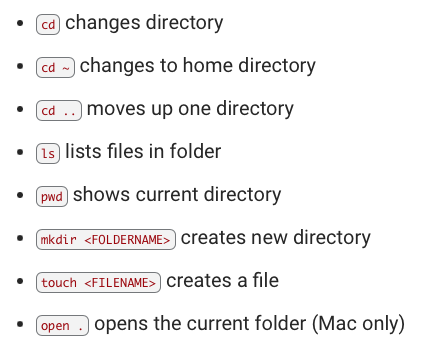 cd changes directory
cd ~ changes to home directory
cd .. moves up one directory
ls lists files in folder
pwd shows current directory
mkdir <FOLDERNAME> creates new directory
touch <FILENAME> creates a file
open . opens the current folder (Mac only)